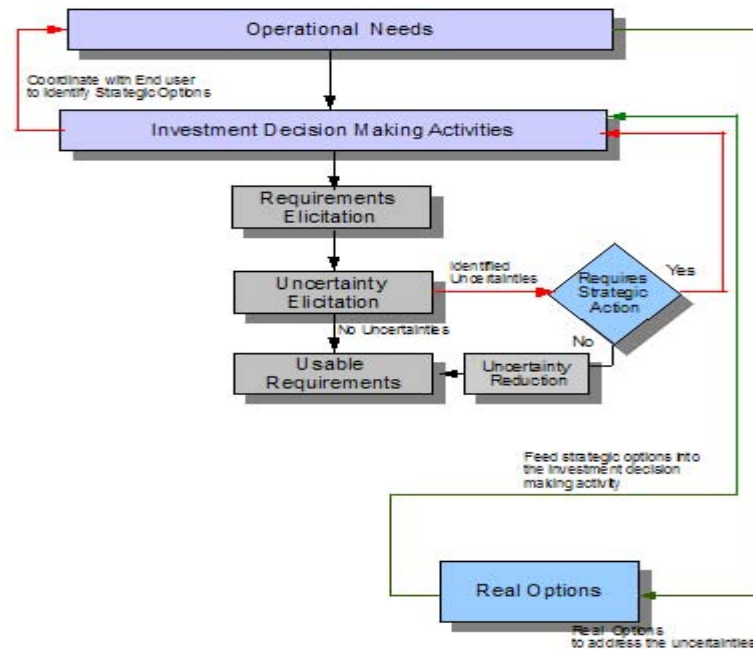 Operational Needs
Coordinate with End user
to Identify Strategic Options
Investment Decision Making Activities
Requirements
Elicitation
Uncertainty
Elicitation
Identified
Uncertainties
Requires
Strategic
Action
Yes
No Uncertainties
No
Usable
Requirements
Uncertainty
Reduction
Feed strategic options into
the investment decision
making activity
Real Options
Real Options
to address the uncertainties